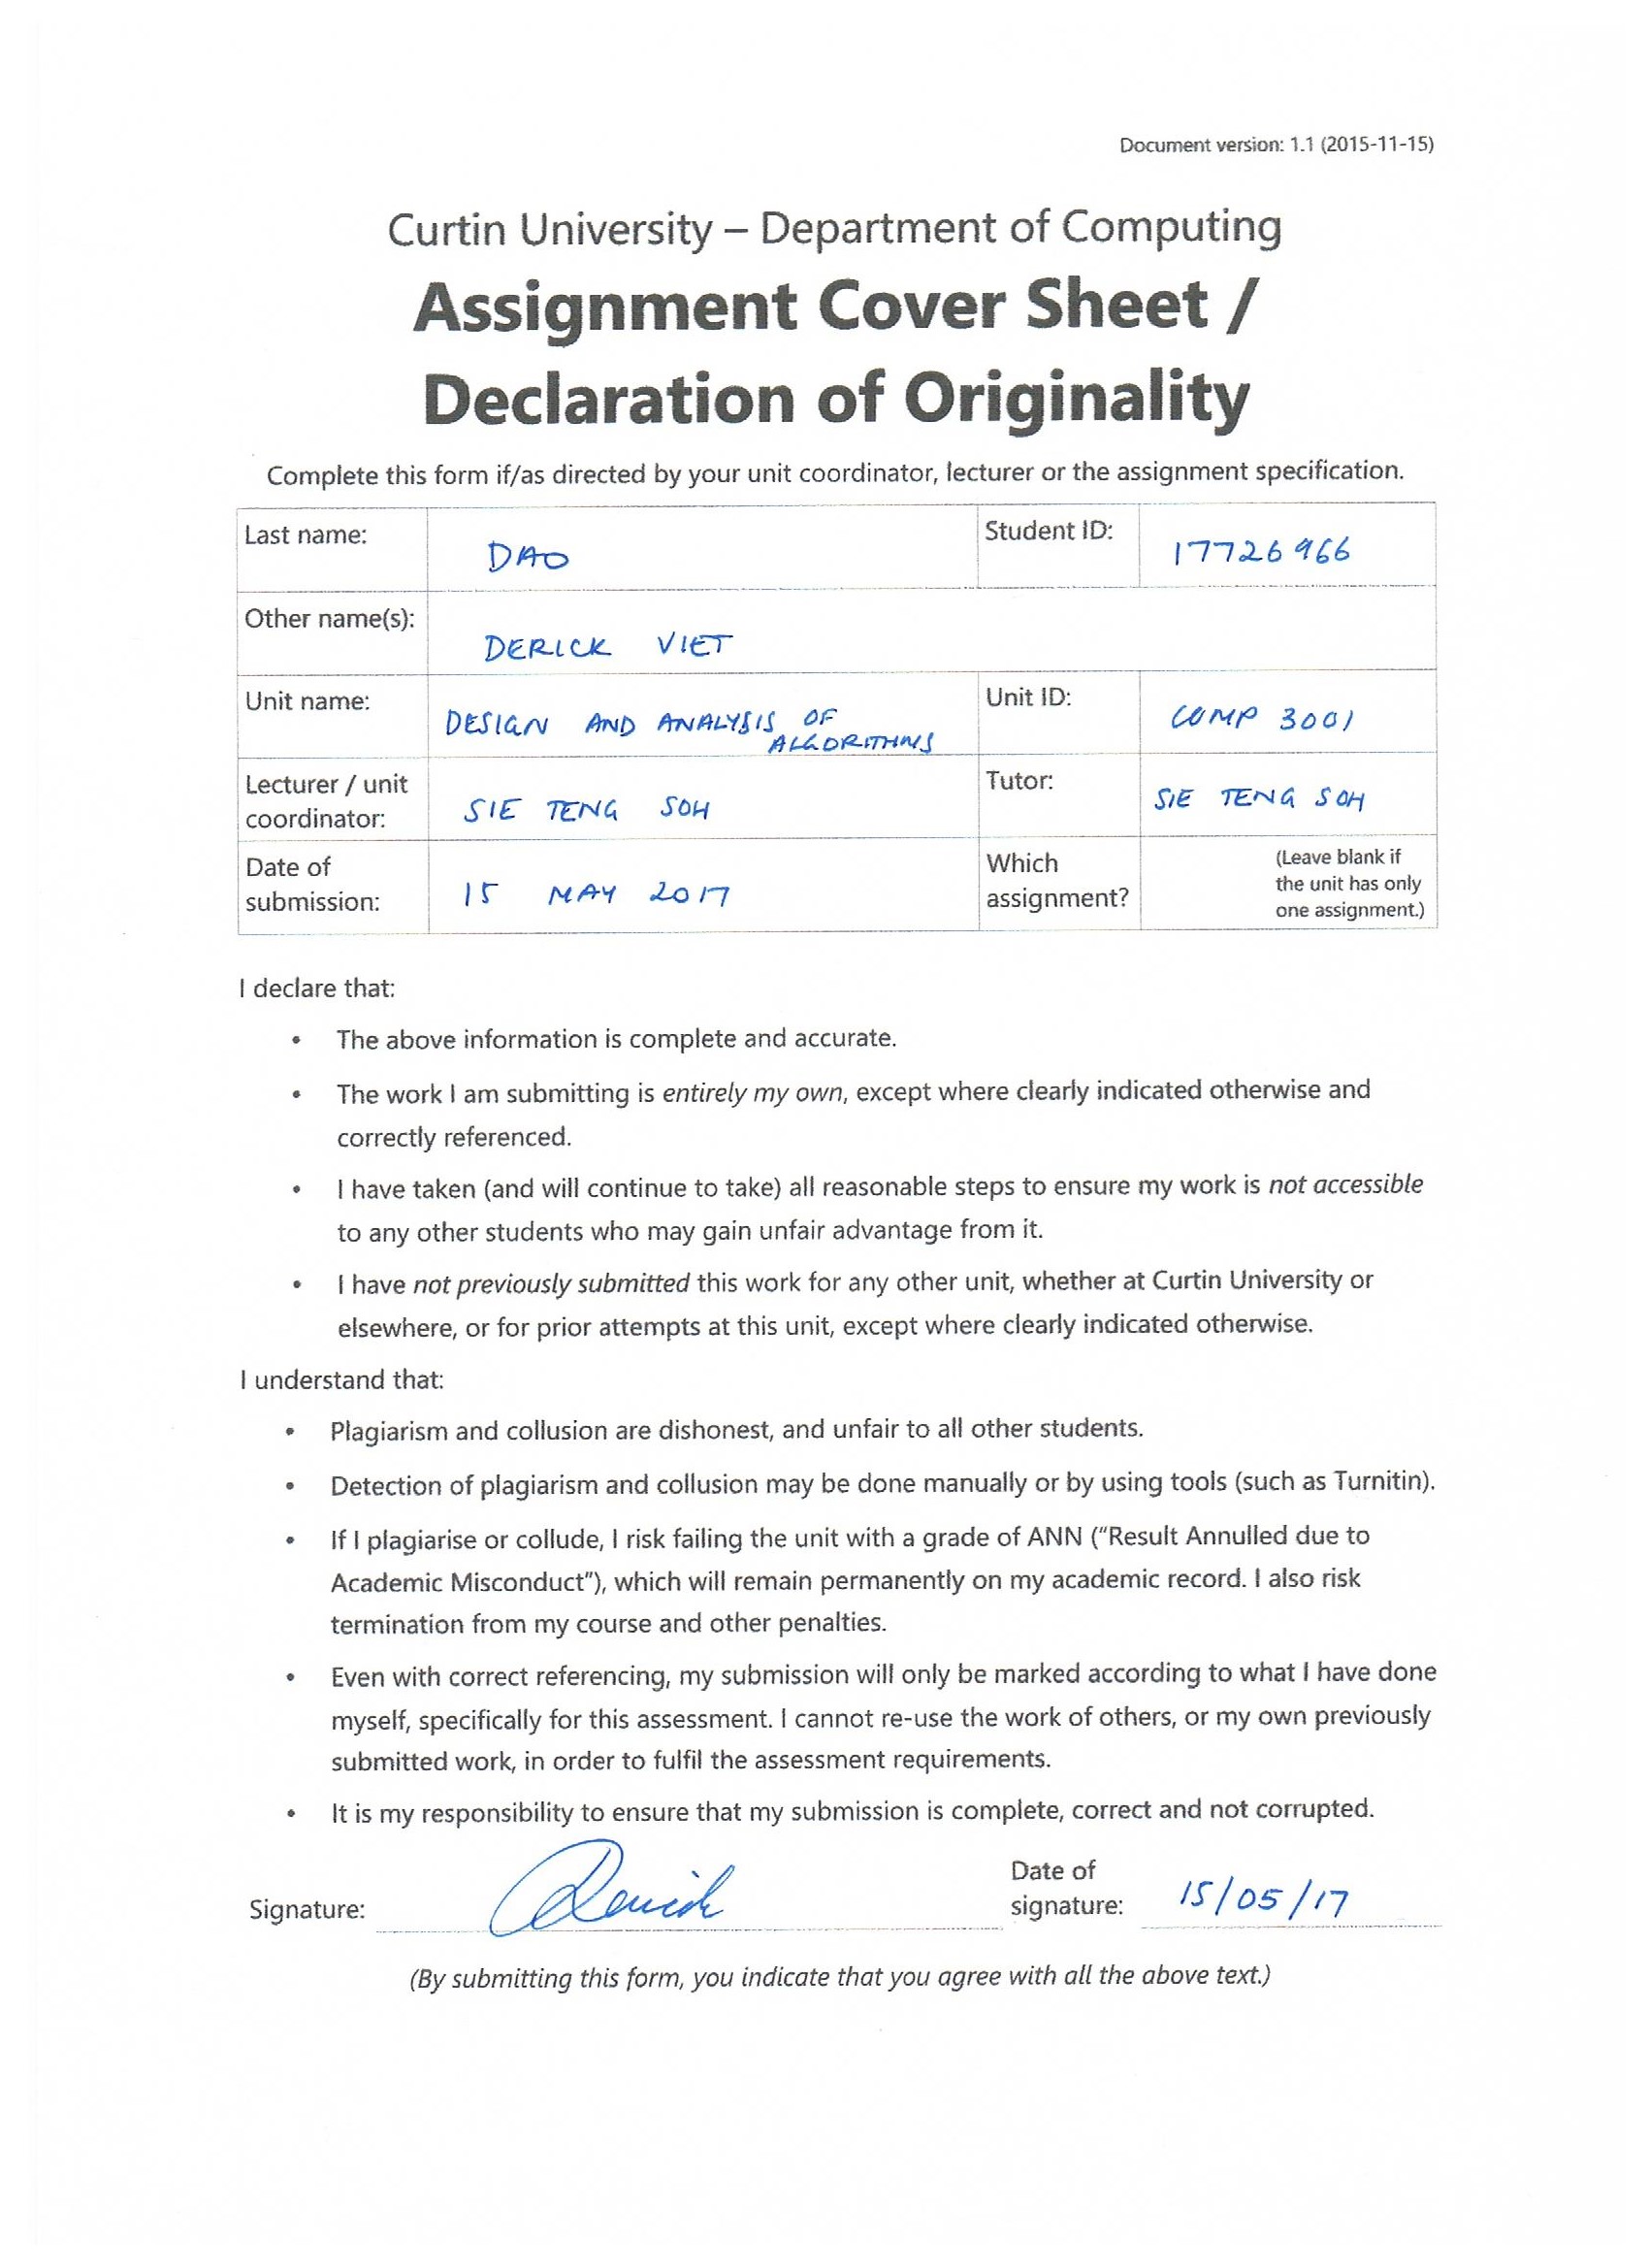 Document version: 1.1 (2015-11-15)
Curtin University – Department of Computing
Assignment Cover Sheet /
Declaration of Originality
Complete this form if/as directed by your unit coordinator, lecturer or the assignment specification.
Last name: DAO Student ID: 17726966
Other name(s): DERICK VIET
Unit name: DESIGN AND ANALYSIS OF Unit ID: COMP 3001
ALGORITHMS
Lecturer / unit
coordinator: SIE TENG SOH Tutor: SIE TENG SOH
Date of
submission: 15 MAY 2017 Which
assignment? (Leave blank if
the unit has only
one assignment.)
I declare that:
• The above information is complete and accurate.
• The work I am submitting is entirely my own, except where clearly indicated otherwise and
correctly referenced.
• I have taken (and will continue to take) all reasonable steps to ensure my work is not accessible
to any other students who may gain unfair advantage from it.
• I have not previously submitted this work for any other unit, whether at Curtin University or
elsewhere, or for prior attempts at this unit, except where clearly indicated otherwise.
I understand that:
• Plagiarism and collusion are dishonest, and unfair to all other students.
• Detection of plagiarism and collusion may be done manually or by using tools (such as Turnitin).
• If I plagiarise or collude, I risk failing the unit with a grade of ANN (“Result Annulled due to
Academic Misconduct”), which will remain permanently on my academic record. I also risk
termination from my course and other penalties.
• Even with correct referencing, my submission will only be marked according to what I have done
myself, specifically for this assessment. I cannot re-use the work of others, or my own previously
submitted work, in order to fulfil the assessment requirements.
• It is my responsibility to ensure that my submission is complete, correct and not corrupted.
Signature: Derick Date of
signature: 15/05/17
(By submitting this form, you indicate that you agree with all the above text.)